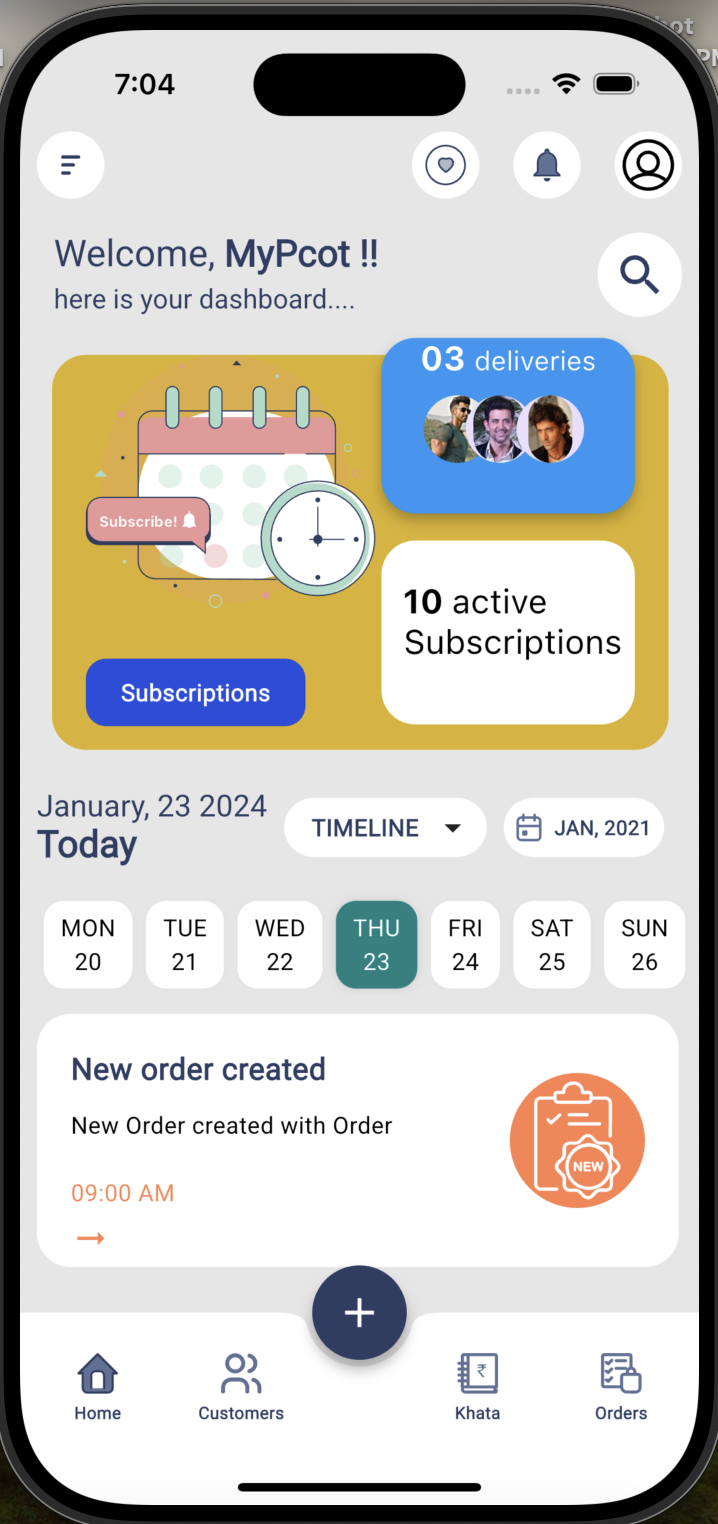 7:04
Welcome, MyPcot !!
here is your dashboard....
03 deliveries
Subscribe!
10 active
Subscriptions
Subscriptions
January, 23 2024
Today
TIMELINE
JAN, 2021
MON TUE WED THU FRI SAT SUN
20 21 22 23 24 25 26
New order created
New Order created with Order
NEW
09:00 AM
₹
Home Customers Khata Orders